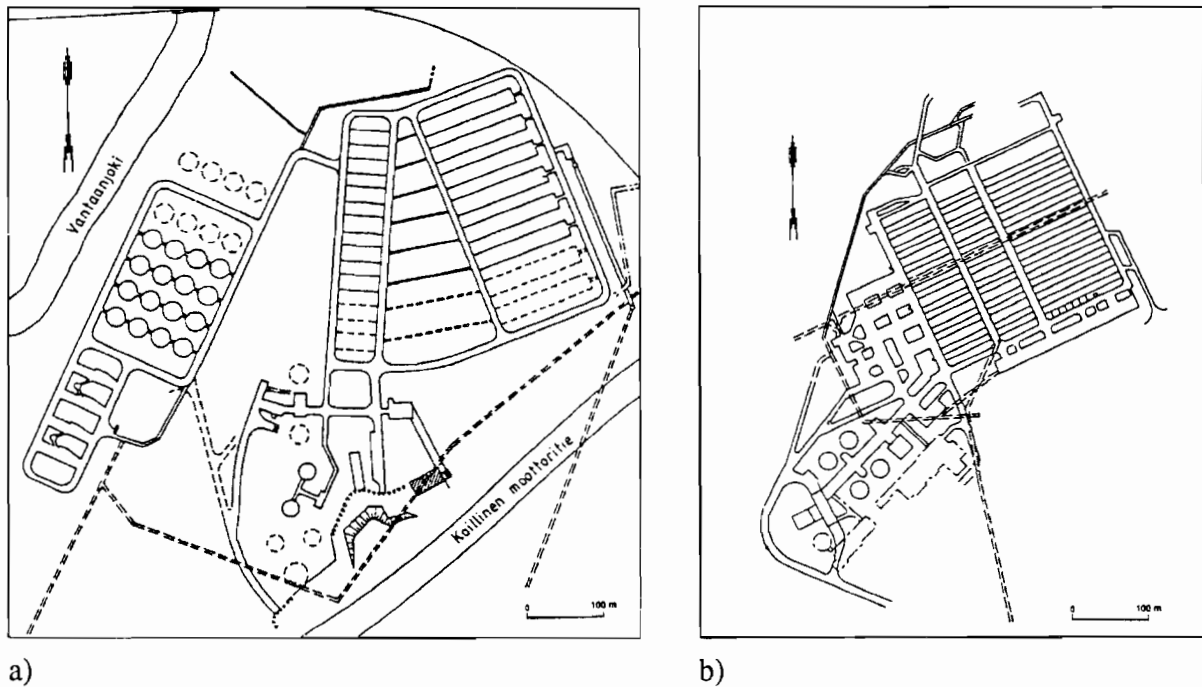 Vantaanjoki
Koillinen moottoritie
0 100 m
a)
0 100 m
b)